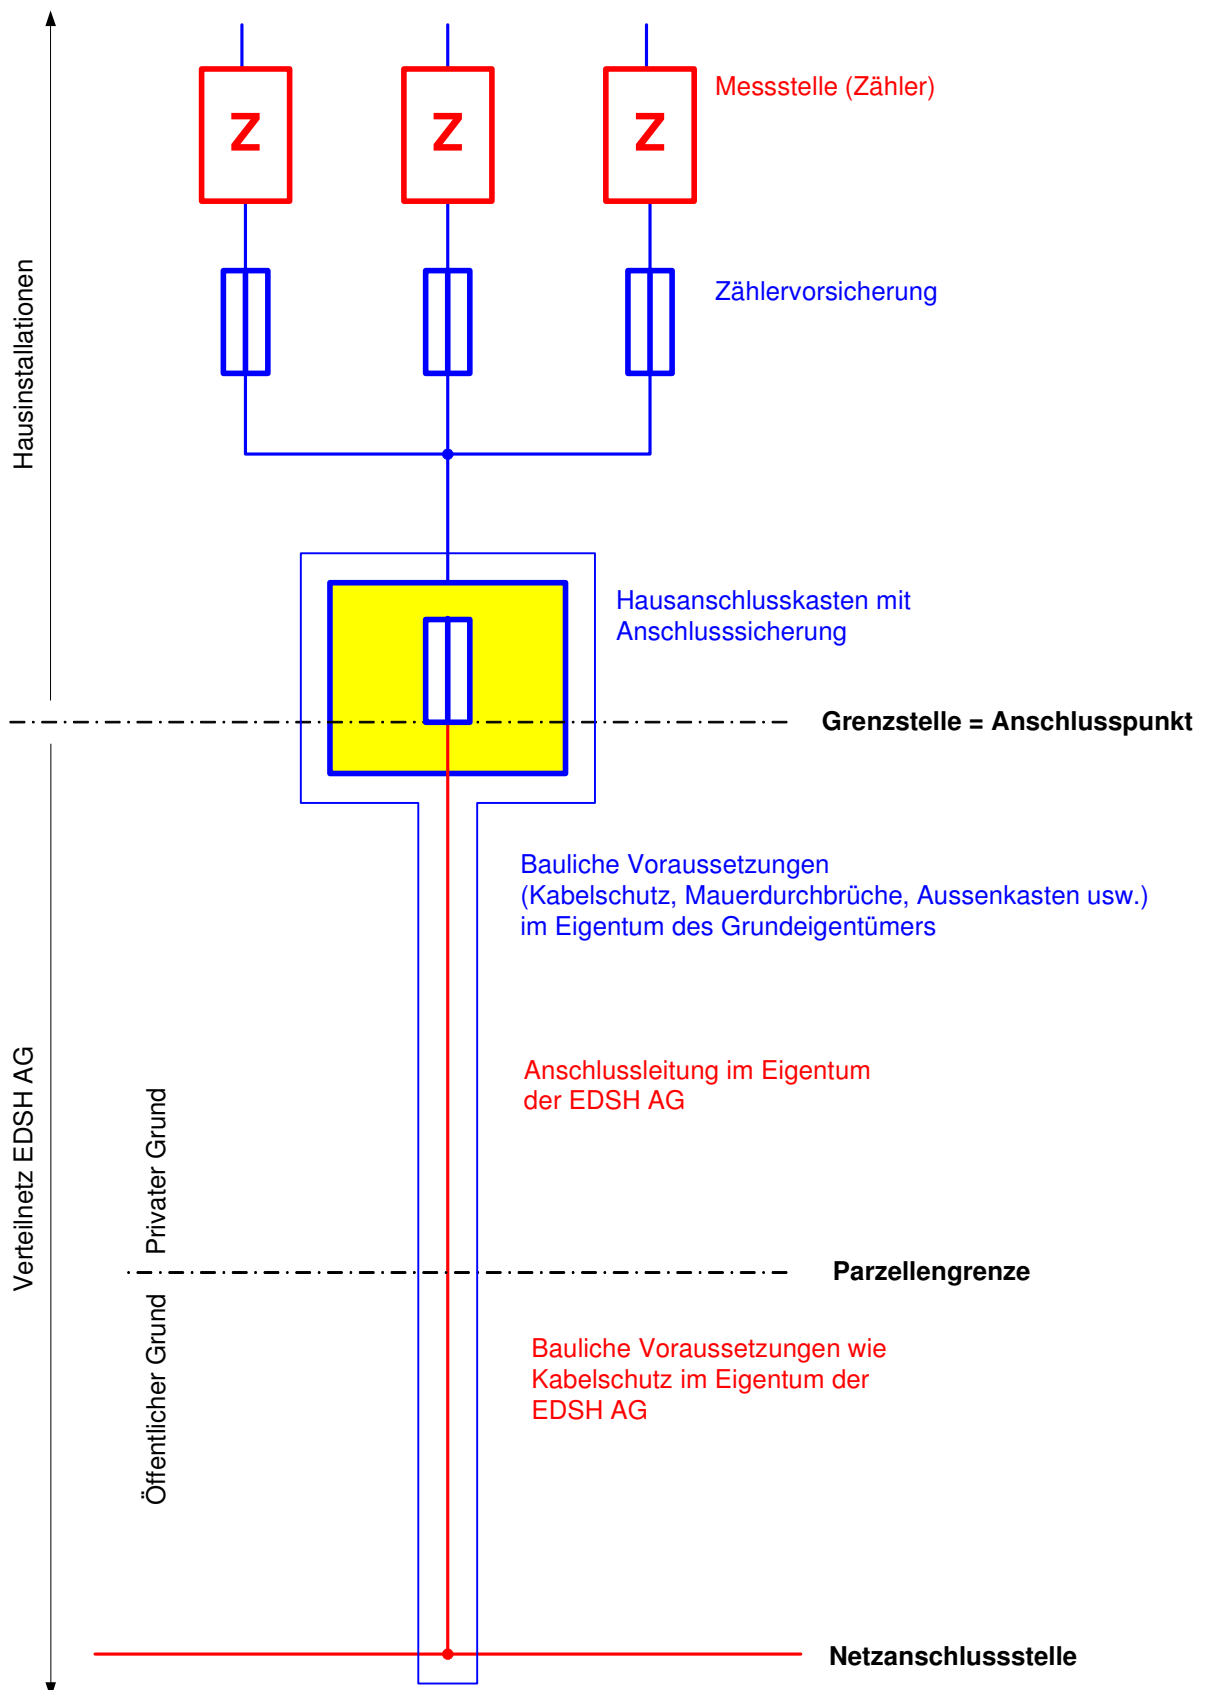 Messstelle (Zähler)
Z
Z
Z
Zählervorsicherung
Hausinstallationen
Hausanschlusskasten mit
Anschlusssicherung
Grenzstelle = Anschlusspunkt
Bauliche Voraussetzungen
(Kabelschutz, Mauerdurchbrüche, Aussenkasten usw.)
im Eigentum des Grundeigentümers
Anschlussleitung im Eigentum
der EDSH AG
Verteilnetz EDSH AG
Privater Grund
Parzellengrenze
Öffentlicher Grund
Bauliche Voraussetzungen wie
Kabelschutz im Eigentum der
EDSH AG
Netzanschlussstelle